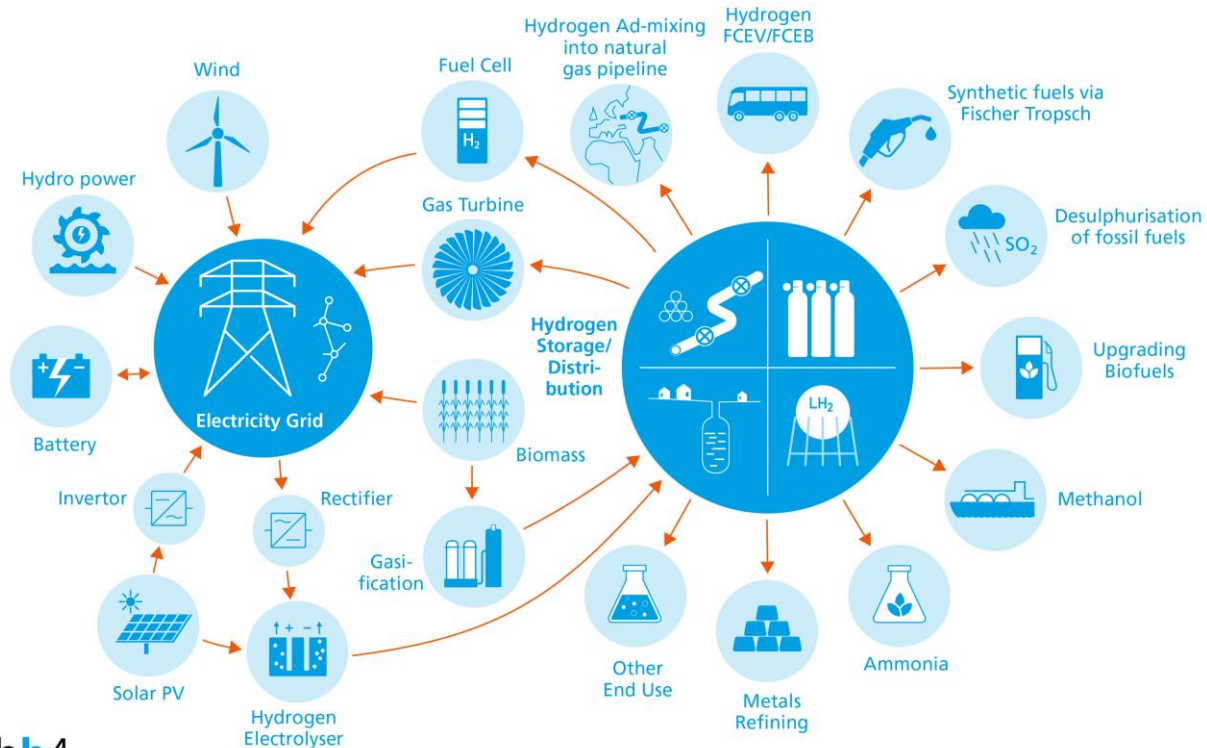 Hydrogen
FCEV/FCEB
Hydrogen Ad-mixing
into natural
gas pipeline
Fuel Cell
H2
Wind
Synthetic fuels via
Fischer Tropsch
Hydro power
Gas Turbine
Desulphurisation
of fossil fuels
SO2
Hydrogen
Storage/
Distri-
bution
LH2
Upgrading
Biofuels
Electricity Grid
+ -
Battery
Biomass
Invertor
Rectifier
Methanol
Gasi-
fication
+ -
Solar PV
Hydrogen
Electrolyser
Other
End Use
Metals
Refining
Ammonia